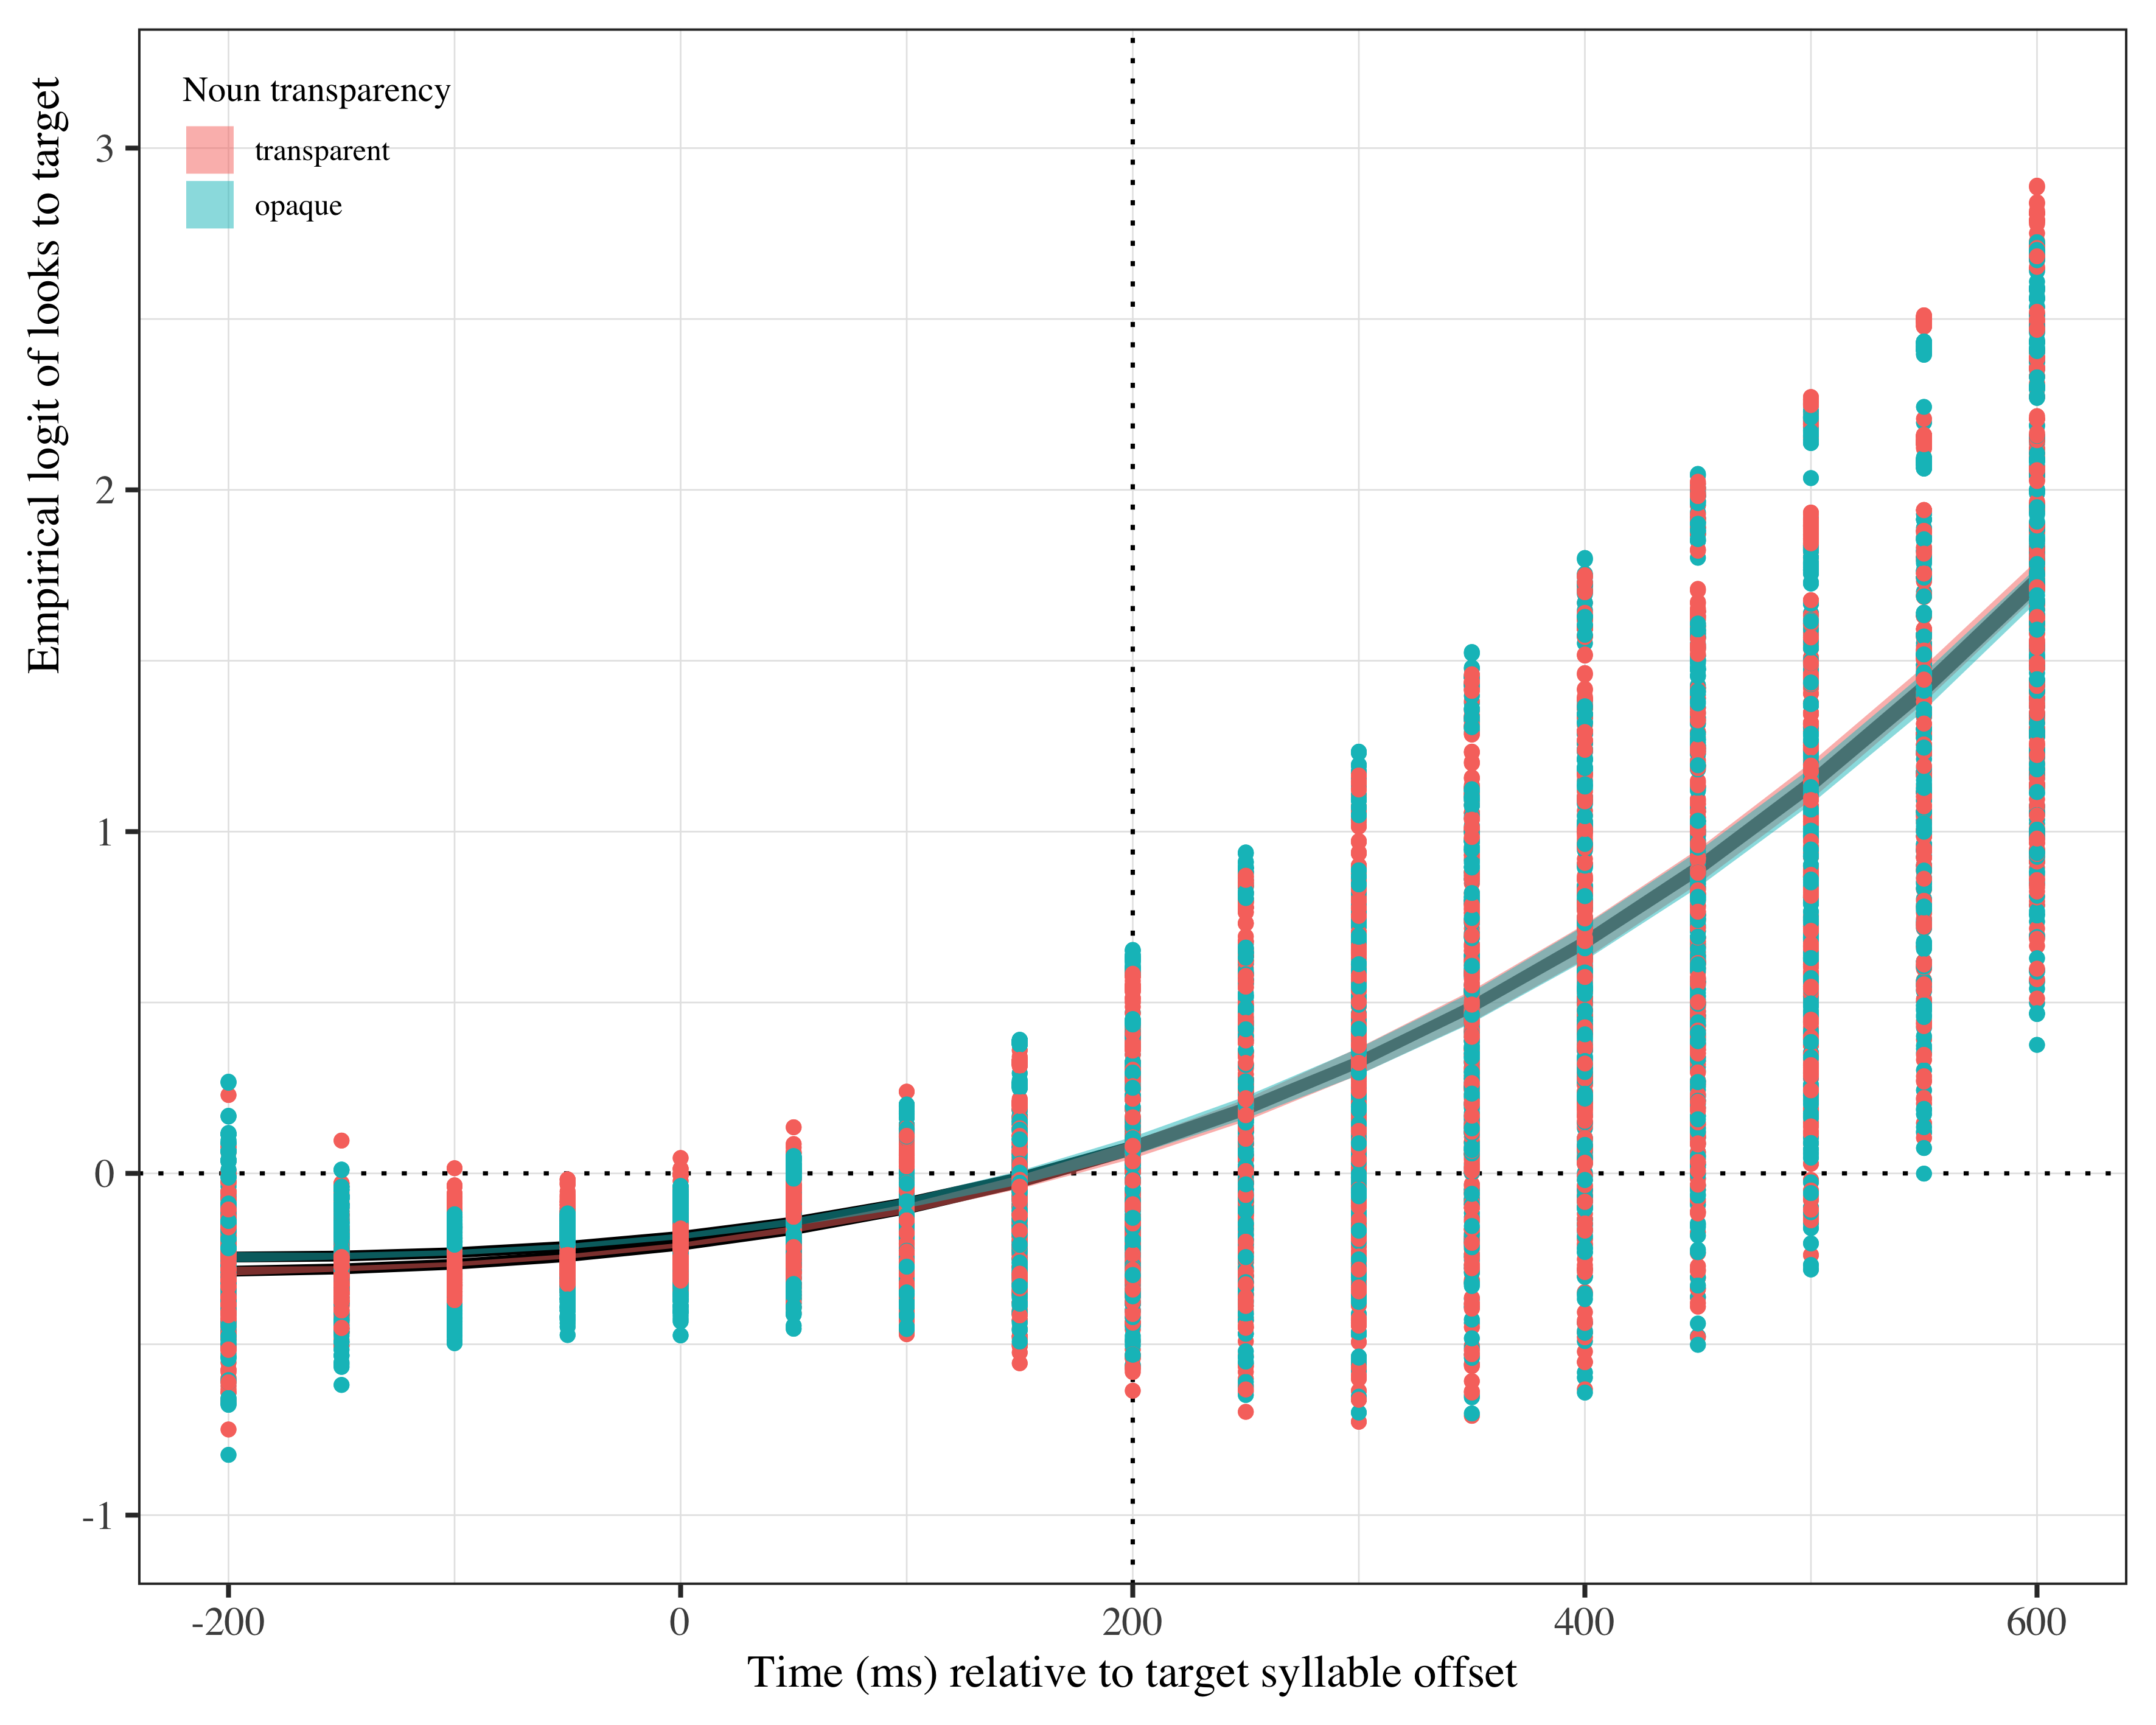 Noun transparency
transparent
opaque
Empirical logit of looks to target
3
2
1
0
-1
-200 0 200 400 600
Time (ms) relative to target syllable offset